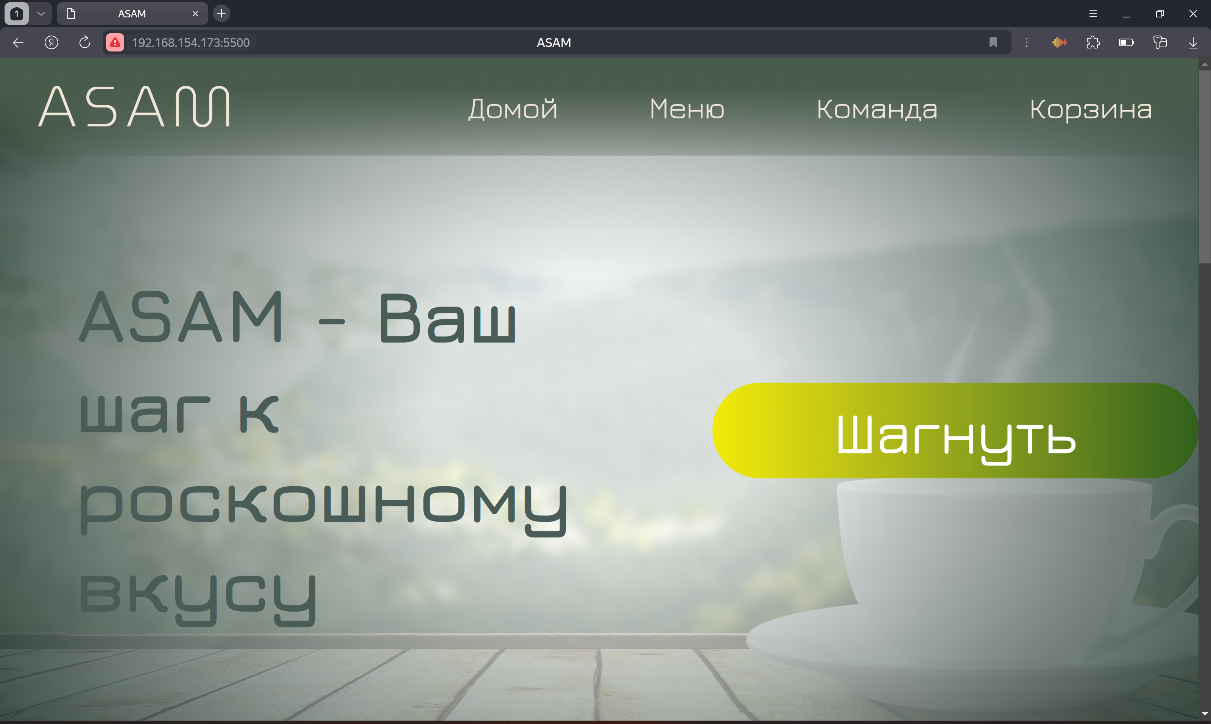 1
ASAM
192.168.154.173:5500
ASAM
ASAM
Домой
Меню
Команда
Корзина
ASAM - Ваш
шаг к
роскошному
вкусу
Шагнуть